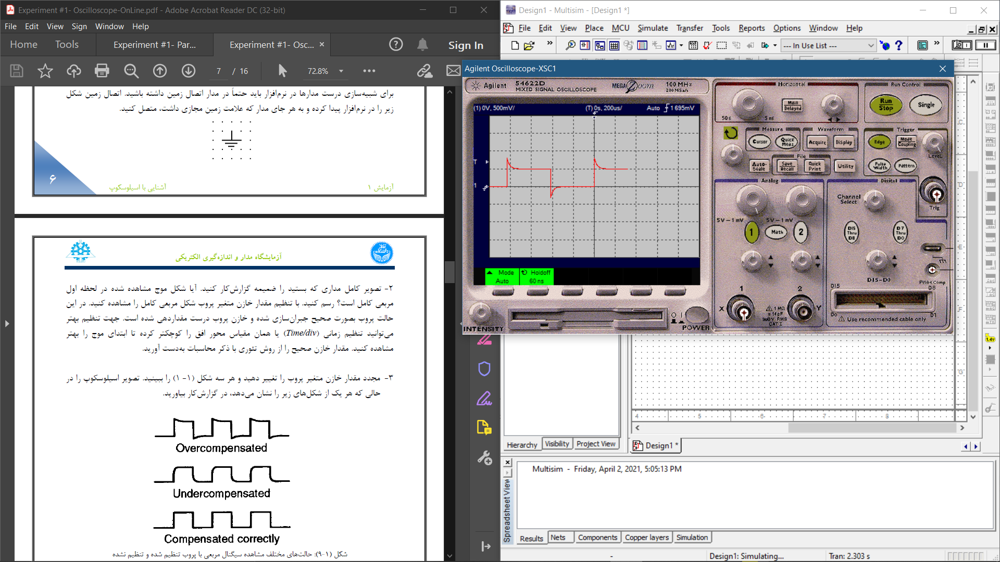 Experiment #1- Oscilloscope-OnLine.pdf - Adobe Acrobat Reader DC (32-bit)
File Edit View Sign Window Help
Home Tools Experiment #1- Par... Experiment #1- Osc... × Sign In
7 / 16 72.8%
برای شبیه‌سازی درست مدارها در نرم‌افزار باید حتماً در مدار اتصال زمین داشته باشید. اتصال زمین شکل
زیر را در نرم‌افزار پیدا کرده و به هر جای مدار که علامت زمین مجازی داشت، متصل کنید.
۶
آزمایش ۱ آشنایی با اسیلوسکوپ
آزمایشگاه مدار و اندازه‌گیری الکتریکی
۲- تصویر کامل مداری که بستید را ضمیمه گزارش‌کار کنید. آیا شکل موج مشاهده شده در لحظه اول
مربعی کامل است؟ رسم کنید. با تنظیم مقدار خازن متغیر پروب شکل مربعی کامل را مشاهده کنید. در این
حالت پروب بصورت صحیح جبران‌سازی شده و خازن پروب درست مقداردهی شده است. جهت تنظیم بهتر
می‌توانید تنظیم زمانی (Time/div) یا همان مقیاس محور افق را کوچکتر کرده تا ابتدای موج را بهتر
مشاهده کنید. مقدار خازن صحیح را از روش تئوری با ذکر محاسبات به‌دست آورید.
۳- مجدد مقدار خازن متغیر پروب را تغییر دهید و هر سه شکل (۱-۱) را ببینید. تصویر اسیلوسکوپ را در
حالی که هر یک از شکل‌های زیر را نشان می‌دهد، در گزارش‌کار بیاورید.
Overcompensated
Undercompensated
Compensated correctly
شکل (۱-۹): حالت‌های مختلف مشاهده سیگنال مربعی با پروب تنظیم شده و تنظیم نشده
Design1 - Multisim - [Design1 *]
File Edit View Place MCU Simulate Transfer Tools Reports Options Window Help
--- In Use List ---
Agilent Oscilloscope-XSC1
Agilent 54622D
MIXED SIGNAL OSCILLOSCOPE
MEGA Zoom
100 MHz
200 MSa/s
(1) 0V, 500mV/ (T) 0s, 200us/ Auto 1 695mV
T
1
Mode Holdoff
Auto 60 ns
INTENSITY
POWER
Horizontal
Main
Delayed
50 s 5 ns
Run Control
Run
Stop
Single
Measure Waveform
Cursor Quick
Meas
Acquire Display
Trigger
Edge Mode
Coupling
Level
File
Auto-
Scale
Save
Recall
Quick
Print
Utility
Pulse
Width
Pattern
Analog
Digital
Channel
Select
Trig
5V – 1 mV 5V – 1 mV
1 Math 2
D15
Thru
D8
D7
Thru
D0
D15-D0
Probe Comp
1 2
X Y
1 MΩ
≅ 14pF
300V RMS
CAT I
D15 D8
D0 D7
Use recommended cable only
C
D
E
F
G
4 5 6 7 8
Hierarchy Visibility Project View
Design1 *
Spreadsheet View
Multisim - Friday, April 2, 2021, 5:05:13 PM
Results Nets Components Copper layers Simulation
- Design1: Simulating... Tran: 2.303 s
1.4v